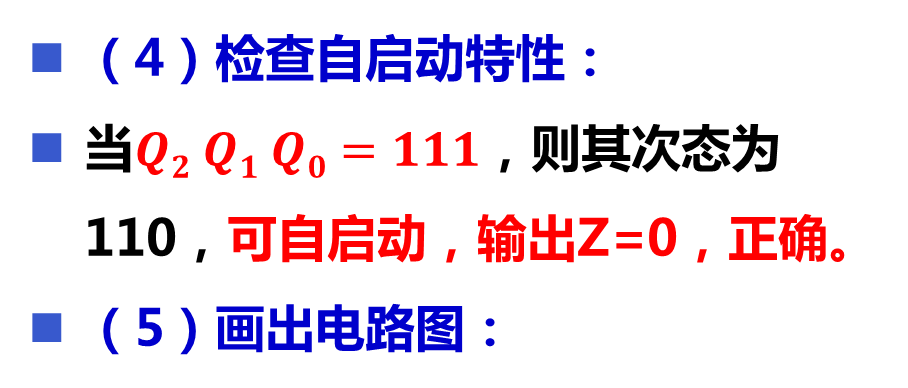 ■ （4）检查自启动特性：
■ 当Q₂ Q₁ Q₀ = 111，则其次态为
110，可自启动，输出Z=0，正确。
■ （5）画出电路图：